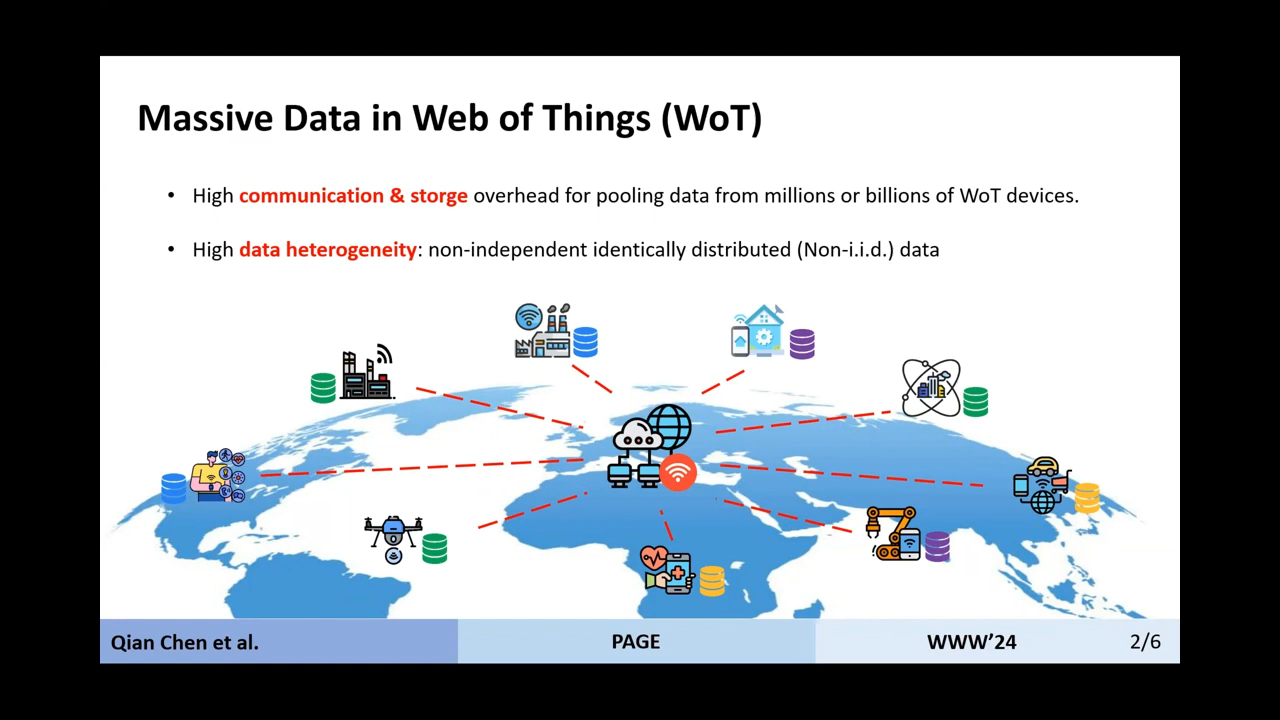 Massive Data in Web of Things (WoT)
• High communication & storge overhead for pooling data from millions or billions of WoT devices.
• High data heterogeneity: non-independent identically distributed (Non-i.i.d.) data
Qian Chen et al.
PAGE
WWW’24
2/6